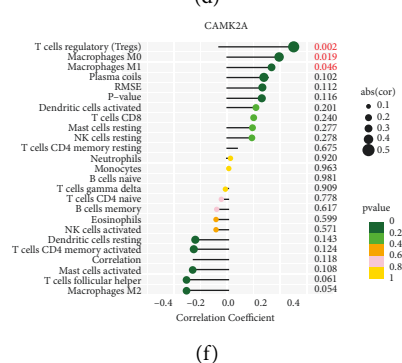 (d)
CAMK2A
T cells regulatory (Tregs) 0.002
Macrophages M0 0.019
Macrophages M1 0.046
Plasma coils 0.102
RMSE 0.112
P-value 0.116
Dendritic cells activated 0.201
T cells CD8 0.240
Mast cells resting 0.277
NK cells resting 0.278
T cells CD4 memory resting 0.675
Neutrophils 0.920
Monocytes 0.963
B cells naive 0.981
T cells gamma delta 0.909
T cells CD4 naive 0.778
B cells memory 0.617
Eosinophils 0.599
NK cells activated 0.571
Dendritic cells resting 0.143
T cells CD4 memory activated 0.124
Correlation 0.118
Mast cells activated 0.108
T cells follicular helper 0.061
Macrophages M2 0.054
−0.4 −0.2 0.0 0.2 0.4
Correlation Coefficient
abs(cor)
0.1
0.2
0.3
0.4
0.5
pvalue
0
0.2
0.4
0.6
0.8
1
(f)